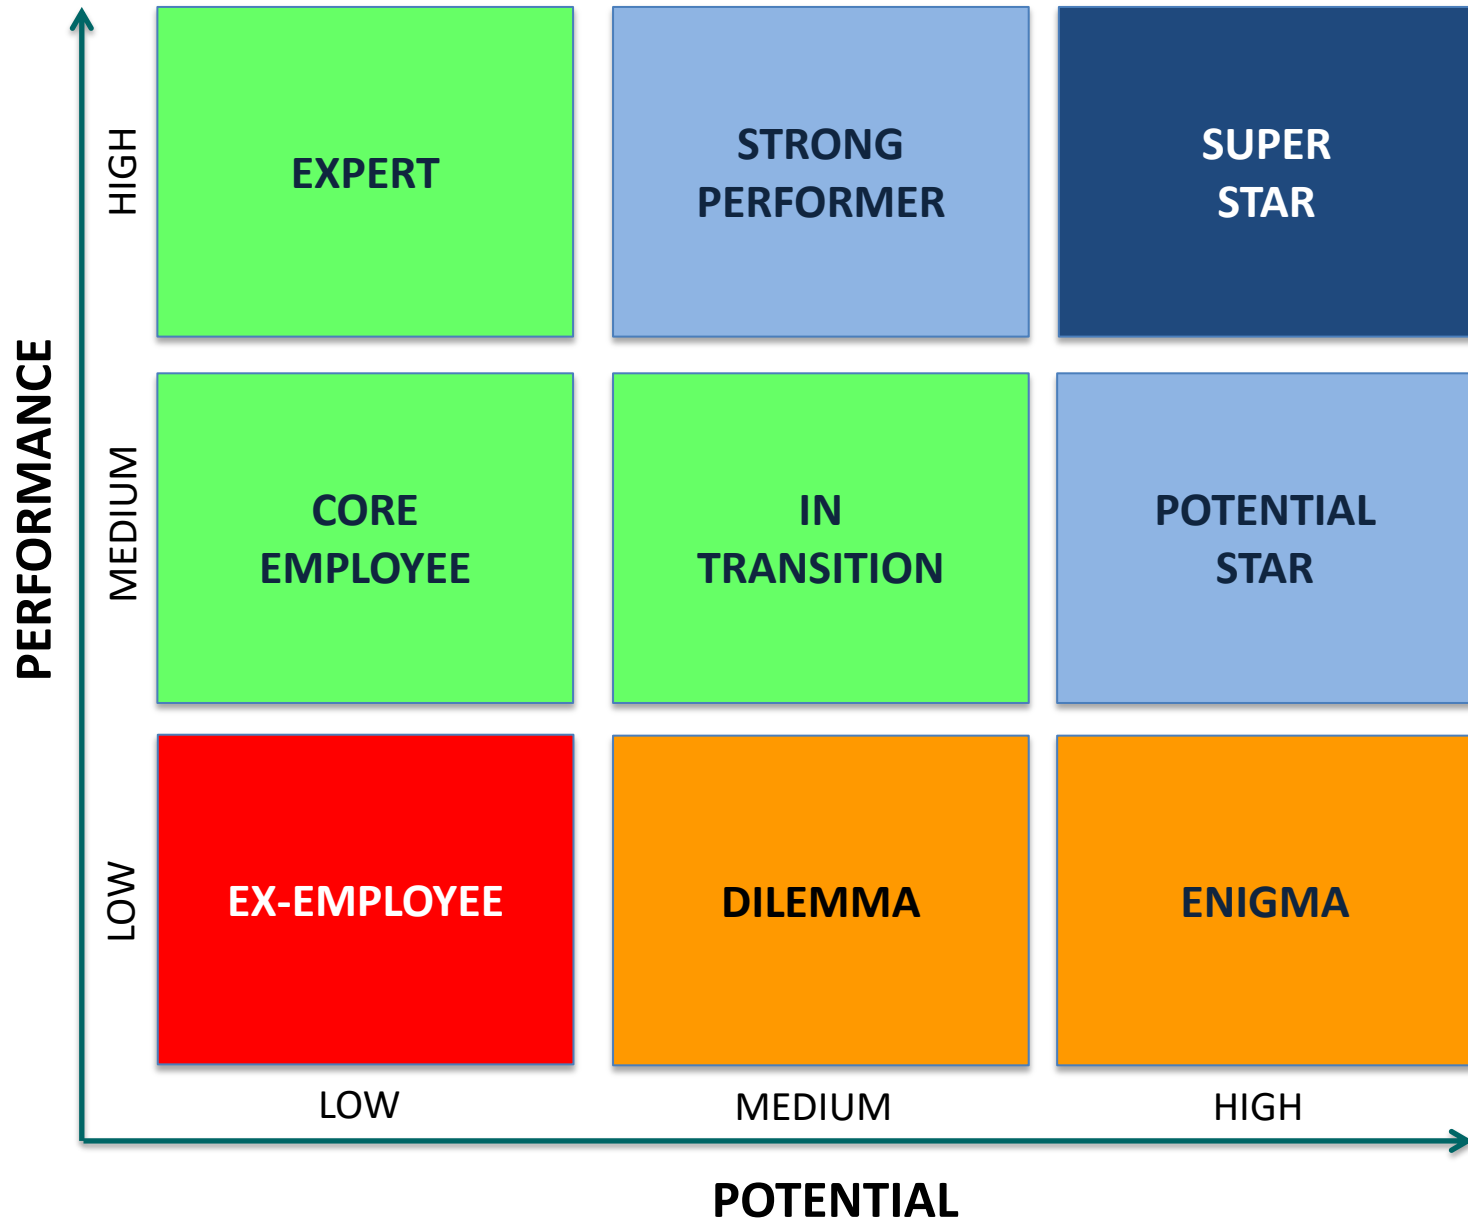 PERFORMANCE
HIGH
EXPERT
STRONG
PERFORMER
SUPER
STAR
MEDIUM
CORE
EMPLOYEE
IN
TRANSITION
POTENTIAL
STAR
LOW
EX-EMPLOYEE
DILEMMA
ENIGMA
LOW
MEDIUM
HIGH
POTENTIAL